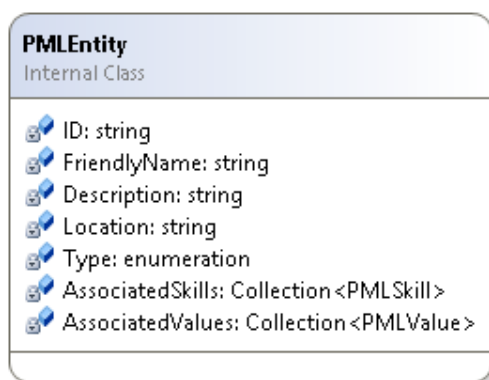 PMLEntity
Internal Class
ID: string
FriendlyName: string
Description: string
Location: string
Type: enumeration
AssociatedSkills: Collection<PMLSkill>
AssociatedValues: Collection<PMLValue>